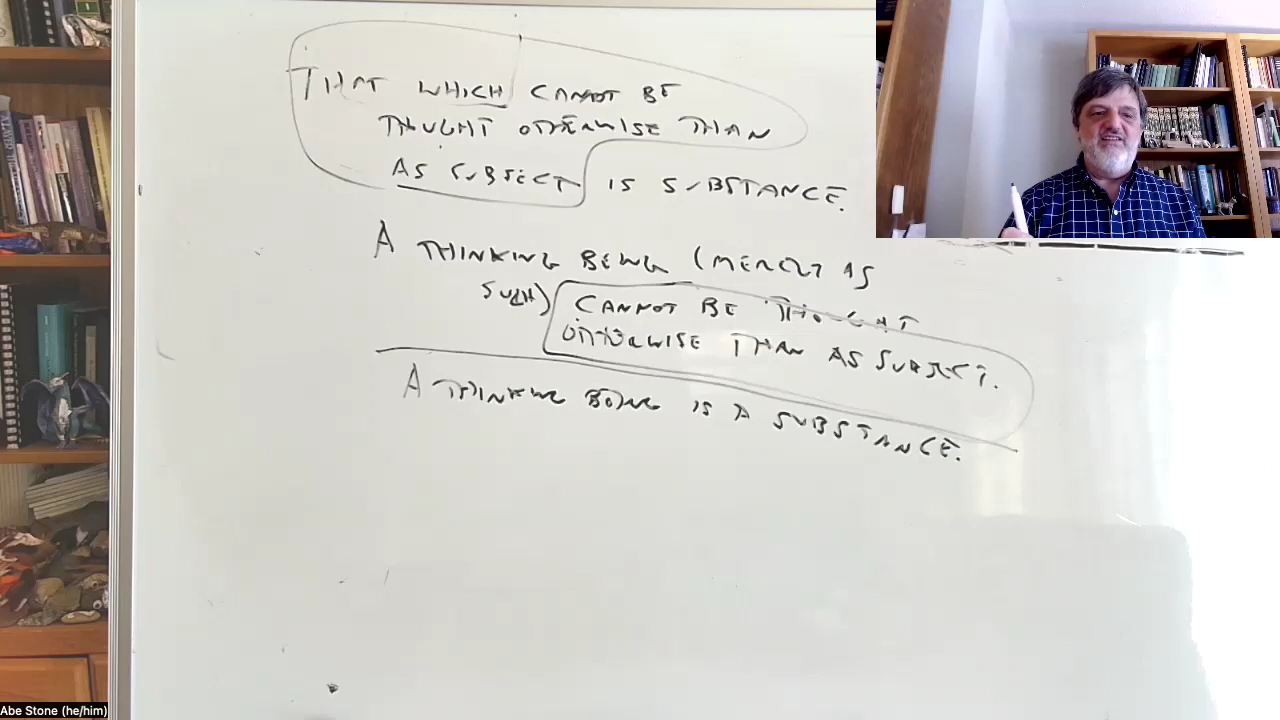 THAT WHICH CANNOT BE
THOUGHT OTHERWISE THAN
AS SUBJECT IS SUBSTANCE.
A THINKING BEING (MERELY AS
SUCH) CANNOT BE THOUGHT
OTHERWISE THAN AS SUBJECT.
A THINKING BEING IS A SUBSTANCE.
Abe Stone (he/him)